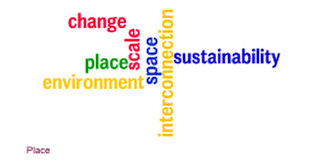 change
scale
place
space
sustainability
environment
interconnection
Place